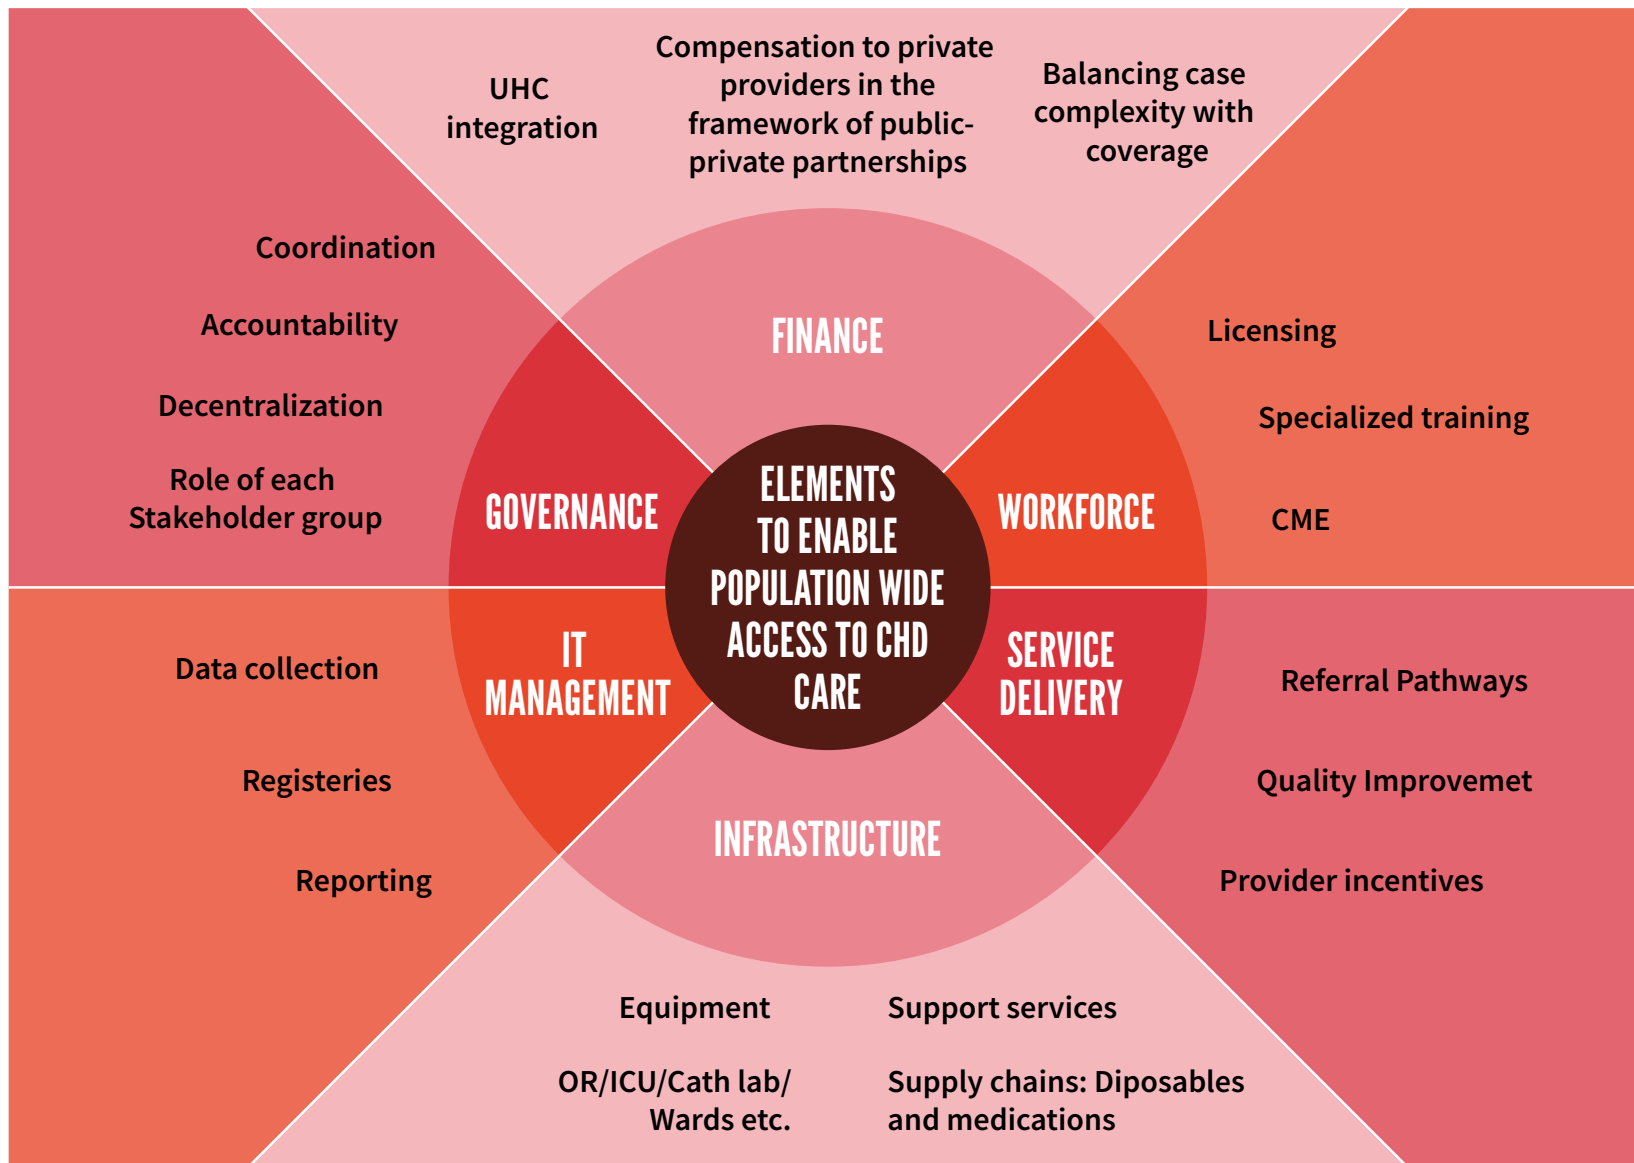 UHC
integration
Compensation to private
providers in the
framework of public-
private partnerships
Balancing case
complexity with
coverage
Coordination
Accountability
Decentralization
Role of each
Stakeholder group
FINANCE
GOVERNANCE
WORKFORCE
Licensing
Specialized training
CME
ELEMENTS
TO ENABLE
POPULATION WIDE
ACCESS TO CHD
CARE
Data collection
Registeries
Reporting
IT
MANAGEMENT
SERVICE
DELIVERY
Referral Pathways
Quality Improvemet
Provider incentives
INFRASTRUCTURE
Equipment
OR/ICU/Cath lab/
Wards etc.
Support services
Supply chains: Diposables
and medications